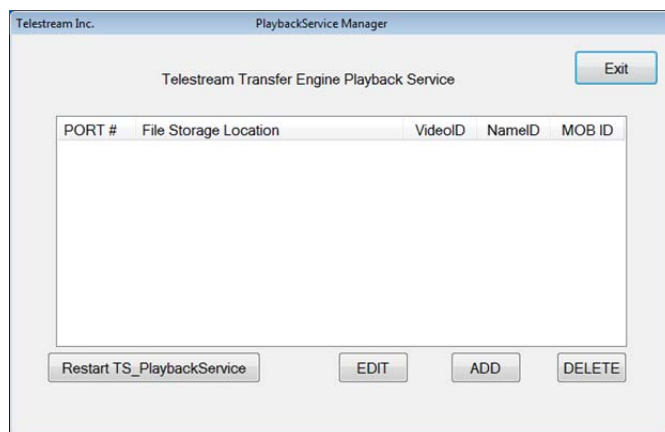 Telestream Inc. PlaybackService Manager
Exit
Telestream Transfer Engine Playback Service
PORT # File Storage Location VideoID NameID MOB ID
Restart TS_PlaybackService EDIT ADD DELETE